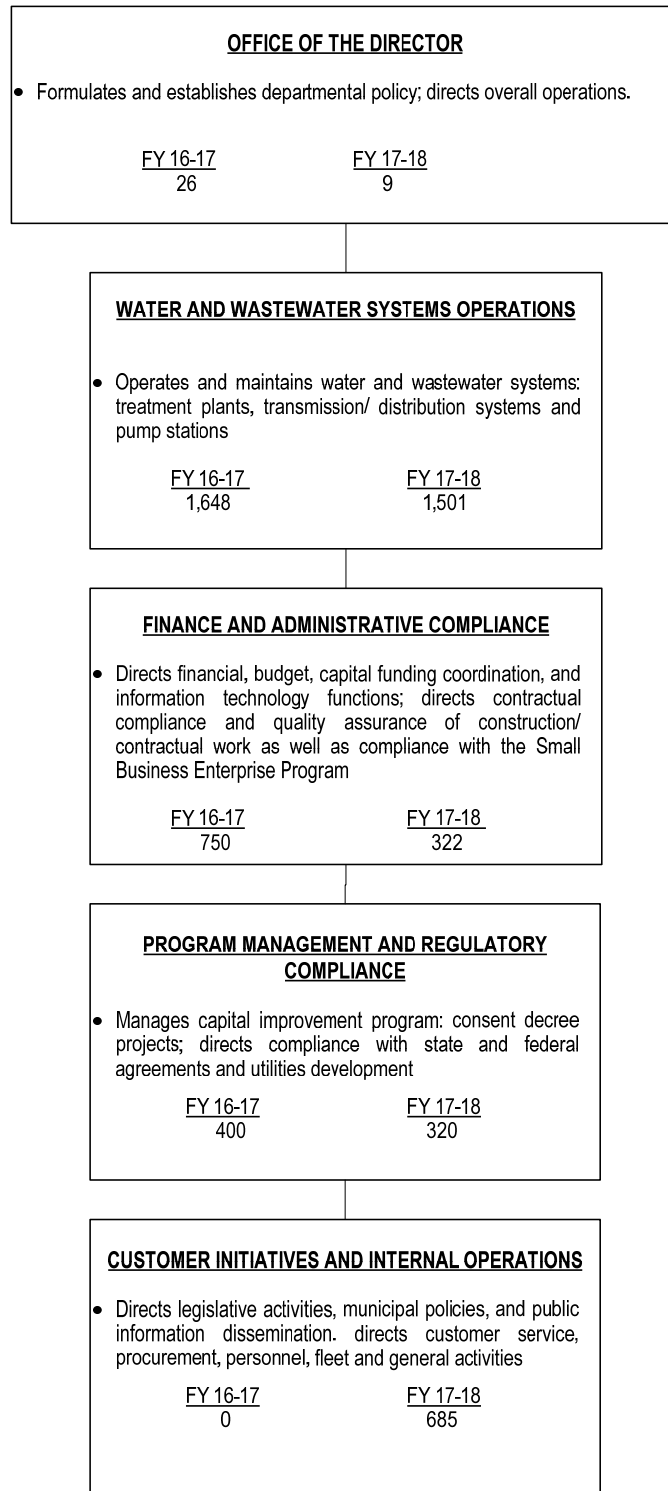 OFFICE OF THE DIRECTOR
• Formulates and establishes departmental policy; directs overall operations.
FY 16-17 FY 17-18
26 9
WATER AND WASTEWATER SYSTEMS OPERATIONS
• Operates and maintains water and wastewater systems:
treatment plants, transmission/ distribution systems and
pump stations
FY 16-17 FY 17-18
1,648 1,501
FINANCE AND ADMINISTRATIVE COMPLIANCE
• Directs financial, budget, capital funding coordination, and
information technology functions; directs contractual
compliance and quality assurance of construction/
contractual work as well as compliance with the Small
Business Enterprise Program
FY 16-17 FY 17-18
750 322
PROGRAM MANAGEMENT AND REGULATORY
COMPLIANCE
• Manages capital improvement program: consent decree
projects; directs compliance with state and federal
agreements and utilities development
FY 16-17 FY 17-18
400 320
CUSTOMER INITIATIVES AND INTERNAL OPERATIONS
• Directs legislative activities, municipal policies, and public
information dissemination. directs customer service,
procurement, personnel, fleet and general activities
FY 16-17 FY 17-18
0 685